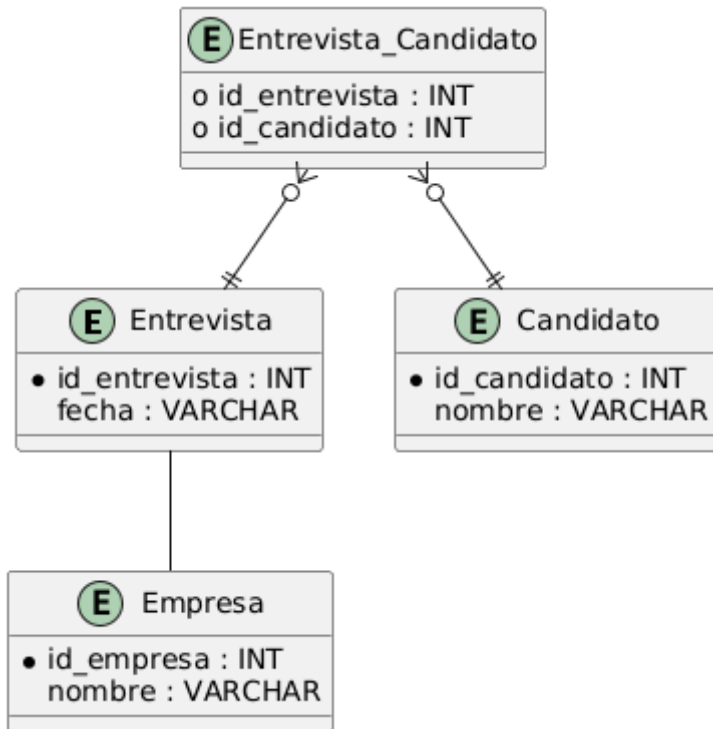 E Entrevista_Candidato
o id_entrevista : INT
o id_candidato : INT
E Entrevista
id_entrevista : INT
fecha : VARCHAR
E Candidato
id_candidato : INT
nombre : VARCHAR
E Empresa
id_empresa : INT
nombre : VARCHAR